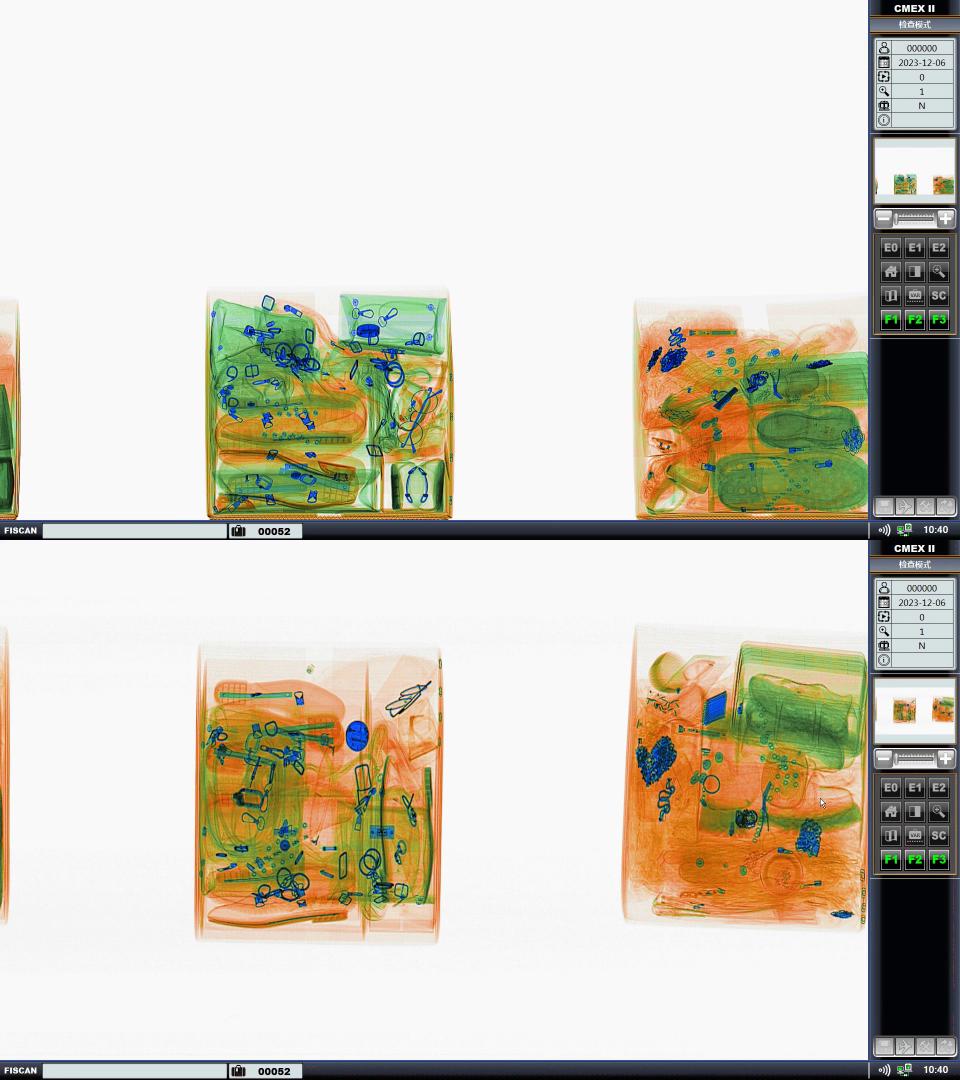 CMEX II
检查模式
000000
2023-12-06
0
1
N
E0 E1 E2
VAR SC
F1 F2 F3
FISCAN 00052 10:40
CMEX II
检查模式
000000
2023-12-06
0
1
N
E0 E1 E2
VAR SC
F1 F2 F3
FISCAN 00052 10:40